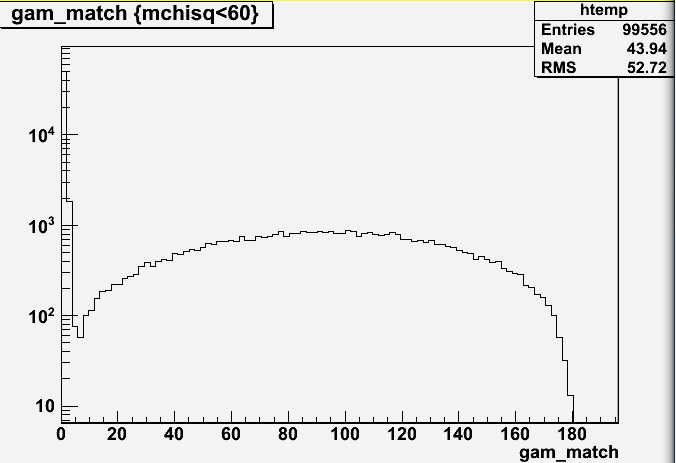 gam_match {mchisq<60}
htemp
Entries 99556
Mean 43.94
RMS 52.72
10⁴
10³
10²
10
0 20 40 60 80 100 120 140 160 180
gam_match